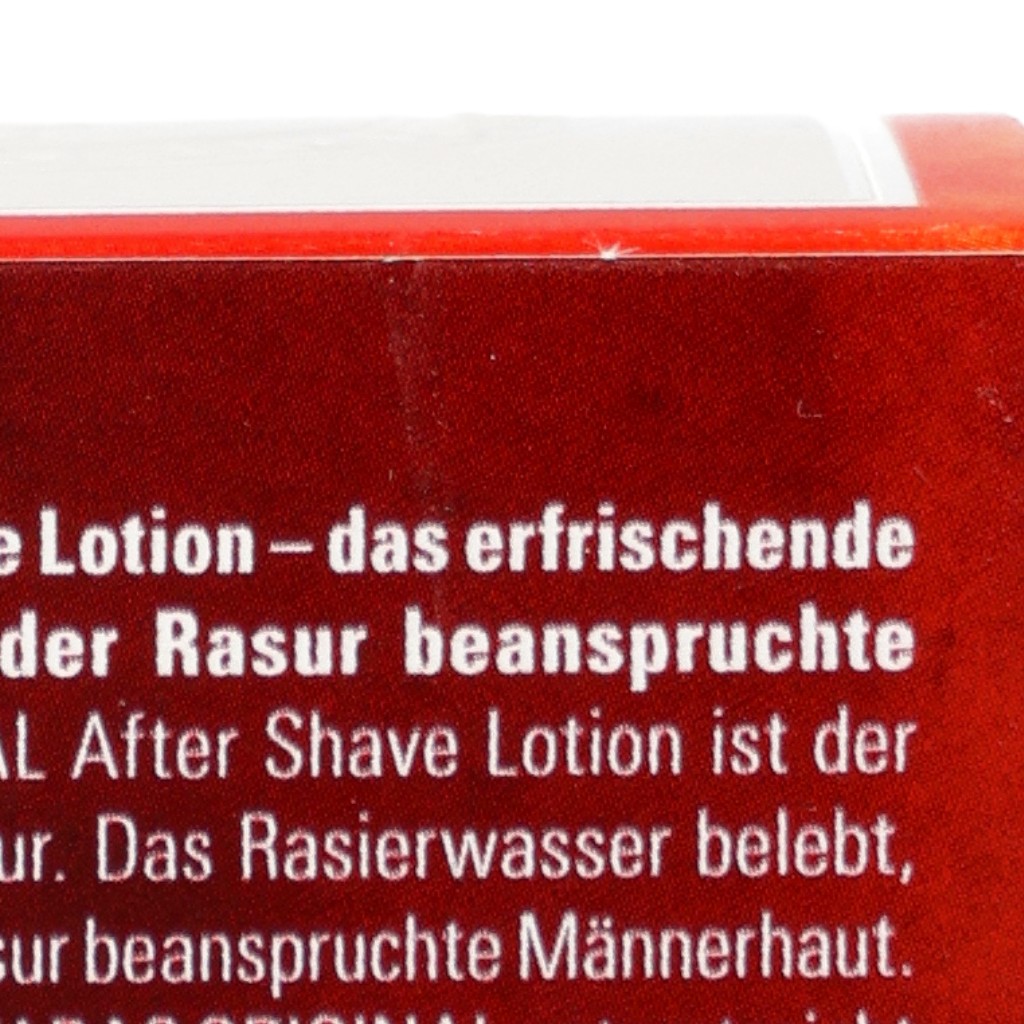 e Lotion – das erfrischende
der Rasur beanspruchte
AL After Shave Lotion ist der
ur. Das Rasierwasser belebt,
sur beanspruchte Männerhaut.